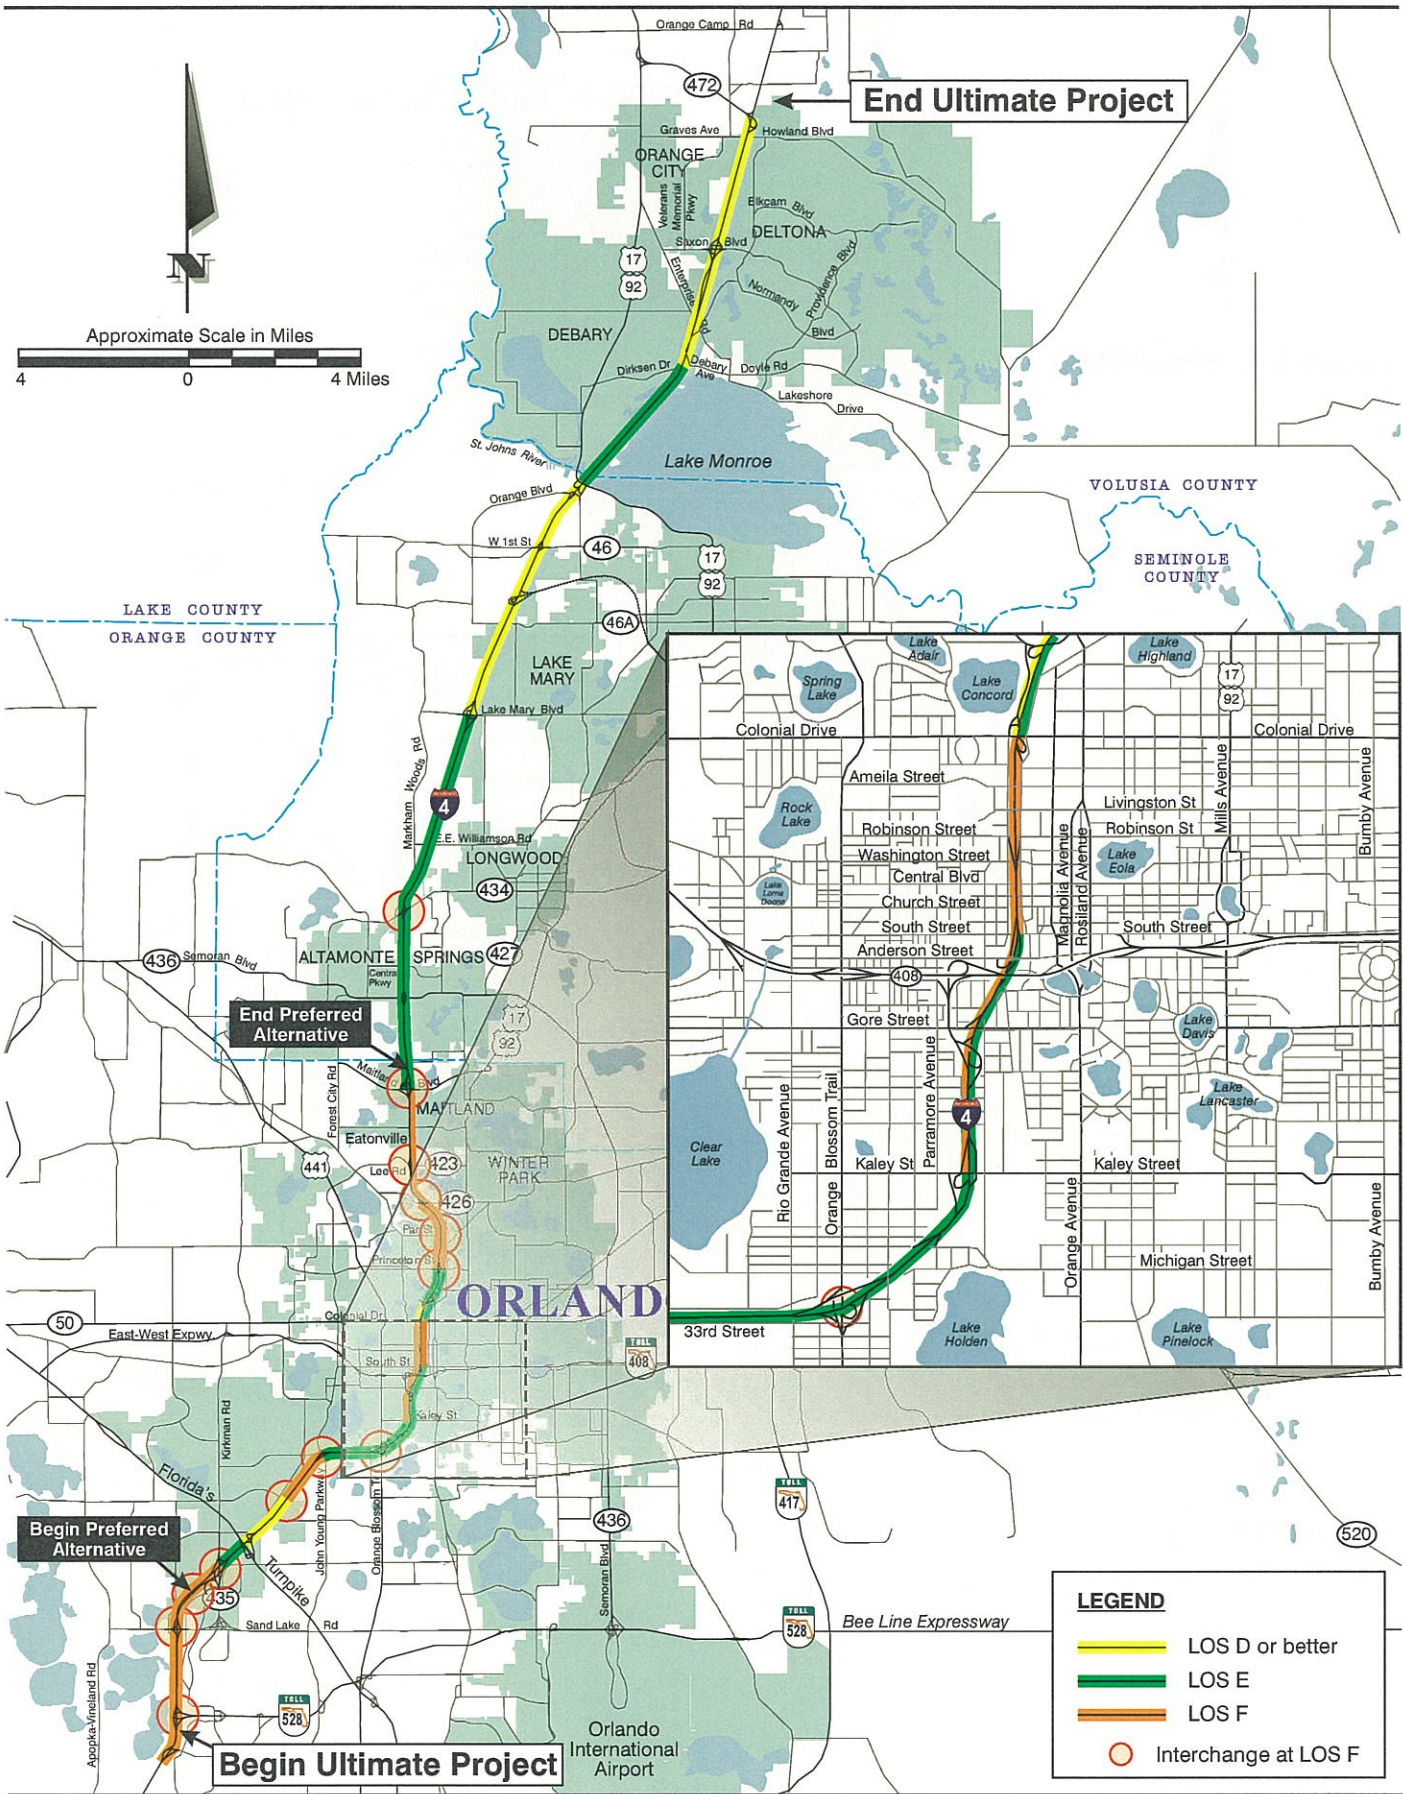 Orange Camp Rd
472
End Ultimate Project
Graves Ave
Howland Blvd
ORANGE
CITY
Veterans
Memorial
Pkwy
Elkcam Blvd
DELTONA
Saxon Blvd
17
92
Enterprise Rd
Providence Blvd
Normandy
Blvd
N
Approximate Scale in Miles
4 0 4 Miles
DEBARY
Dirksen Dr
Debary
Ave
Doyle Rd
Lakeshore
Drive
St. Johns River
Lake Monroe
Orange Blvd
VOLUSIA COUNTY
W 1st St
46
17
92
SEMINOLE
COUNTY
LAKE COUNTY
ORANGE COUNTY
46A
LAKE
MARY
Lake Mary Blvd
Markham Woods Rd
4
E.E. Williamson Rd
LONGWOOD
434
436
Semoran Blvd
ALTAMONTE SPRINGS
427
Central
Pkwy
End Preferred
Alternative
17
92
Maitland Blvd
MAITLAND
Forest City Rd
Eatonville
441
Lee Rd
423
WINTER
PARK
426
Par St
Princeton St
ORLAND
Colonial Dr
50
East-West Expwy
South St
TOLL
408
Kaley St
Kirkman Rd
Florida's
Turnpike
John Young Parkway
Orange Blossom T
Begin Preferred
Alternative
435
Sand Lake Rd
436
Semoran Blvd
TOLL
417
520
TOLL
528
Bee Line Expressway
TOLL
528
Apopka-Vineland Rd
Begin Ultimate Project
Orlando
International
Airport
Lake
Adair
Lake
Highland
Spring
Lake
Lake
Concord
17
92
Colonial Drive
Colonial Drive
Ameila Street
Rock
Lake
Livingston St
Robinson Street
Robinson St
Mills Avenue
Bumby Avenue
Washington Street
Central Blvd
Lake
Eola
Magnolia Avenue
Rosiland Avenue
Lake
Lorna
Doone
Church Street
South Street
South Street
Anderson Street
408
Gore Street
Lake
Davis
Parramore Avenue
Rio Grande Avenue
Orange Blossom Trail
Lake
Lancaster
4
Clear
Lake
Kaley St
Kaley Street
Orange Avenue
Bumby Avenue
Michigan Street
33rd Street
Lake
Holden
Lake
Pinelock
LEGEND
LOS D or better
LOS E
LOS F
Interchange at LOS F